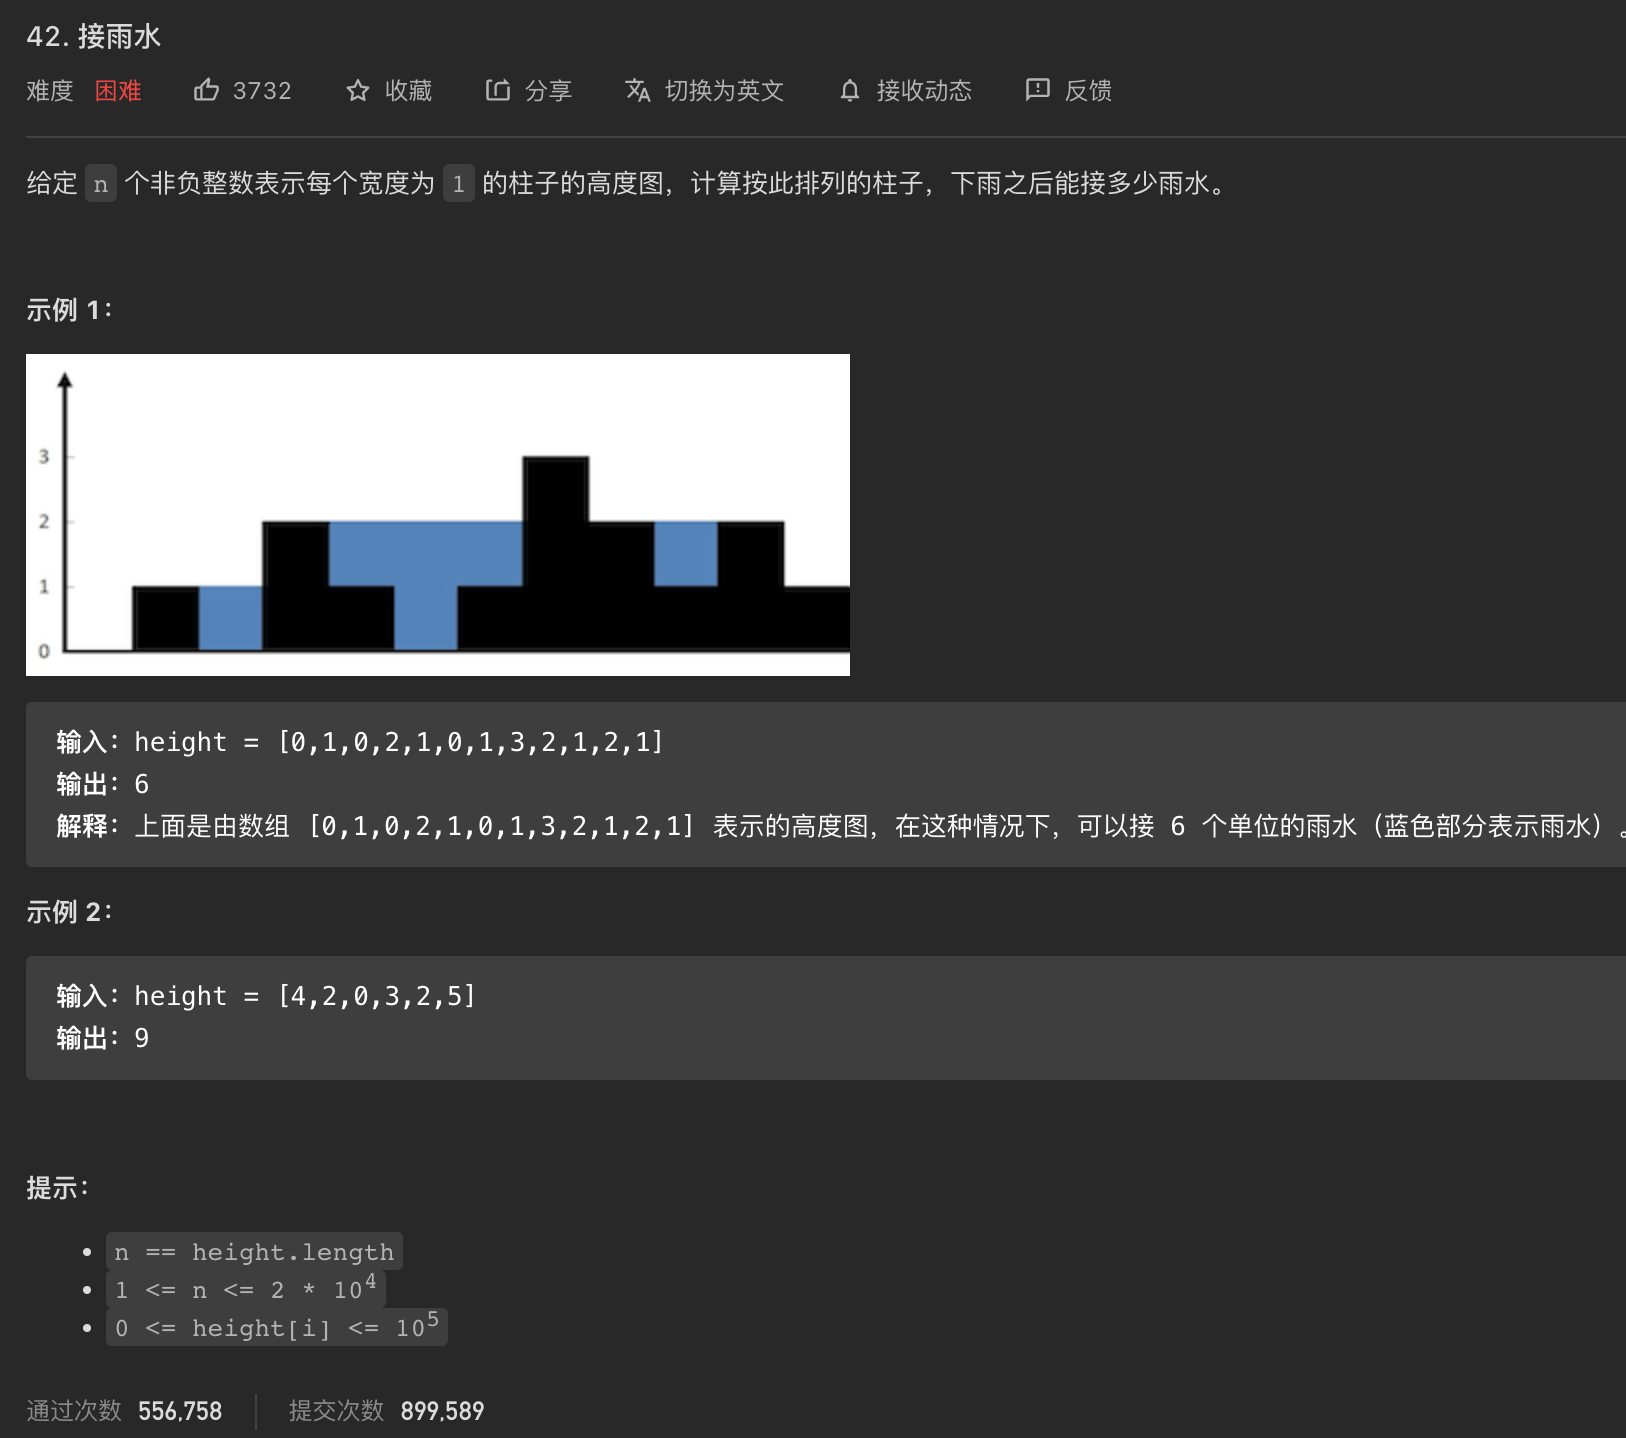 42. 接雨水
难度 困难 3732 收藏 分享 切换为英文 接收动态 反馈
给定 n 个非负整数表示每个宽度为 1 的柱子的高度图，计算按此排列的柱子，下雨之后能接多少雨水。
示例 1：
3
2
1
0
输入：height = [0,1,0,2,1,0,1,3,2,1,2,1]
输出：6
解释：上面是由数组 [0,1,0,2,1,0,1,3,2,1,2,1] 表示的高度图，在这种情况下，可以接 6 个单位的雨水（蓝色部分表示雨水）。
示例 2：
输入：height = [4,2,0,3,2,5]
输出：9
提示：
n == height.length
1 <= n <= 2 * 10⁴
0 <= height[i] <= 10⁵
通过次数 556,758 提交次数 899,589